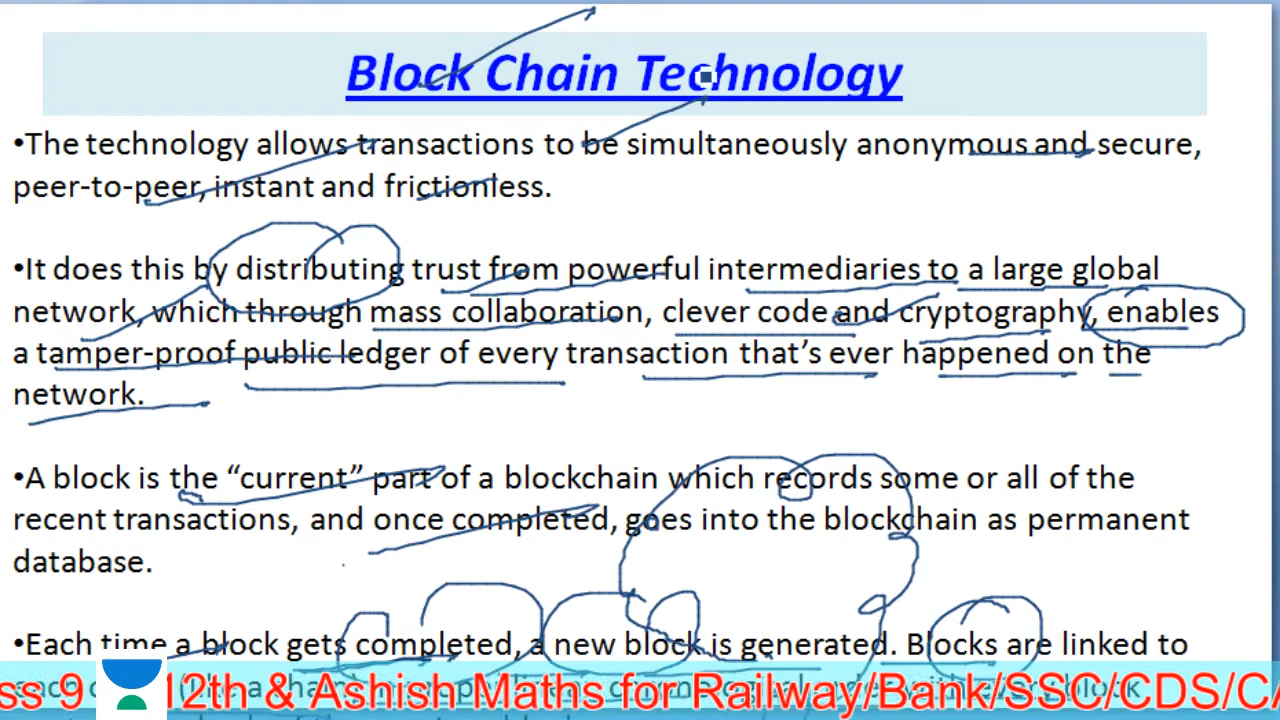 Block Chain Technology
•The technology allows transactions to be simultaneously anonymous and secure,
peer-to-peer, instant and frictionless.
•It does this by distributing trust from powerful intermediaries to a large global
network, which through mass collaboration, clever code and cryptography, enables
a tamper-proof public ledger of every transaction that’s ever happened on the
network.
•A block is the “current” part of a blockchain which records some or all of the
recent transactions, and once completed, goes into the blockchain as permanent
database.
•Each time a block gets completed, a new block is generated. Blocks are linked to
ss 9 12th & Ashish Maths for Railway/Bank/SSC/CDS/CA